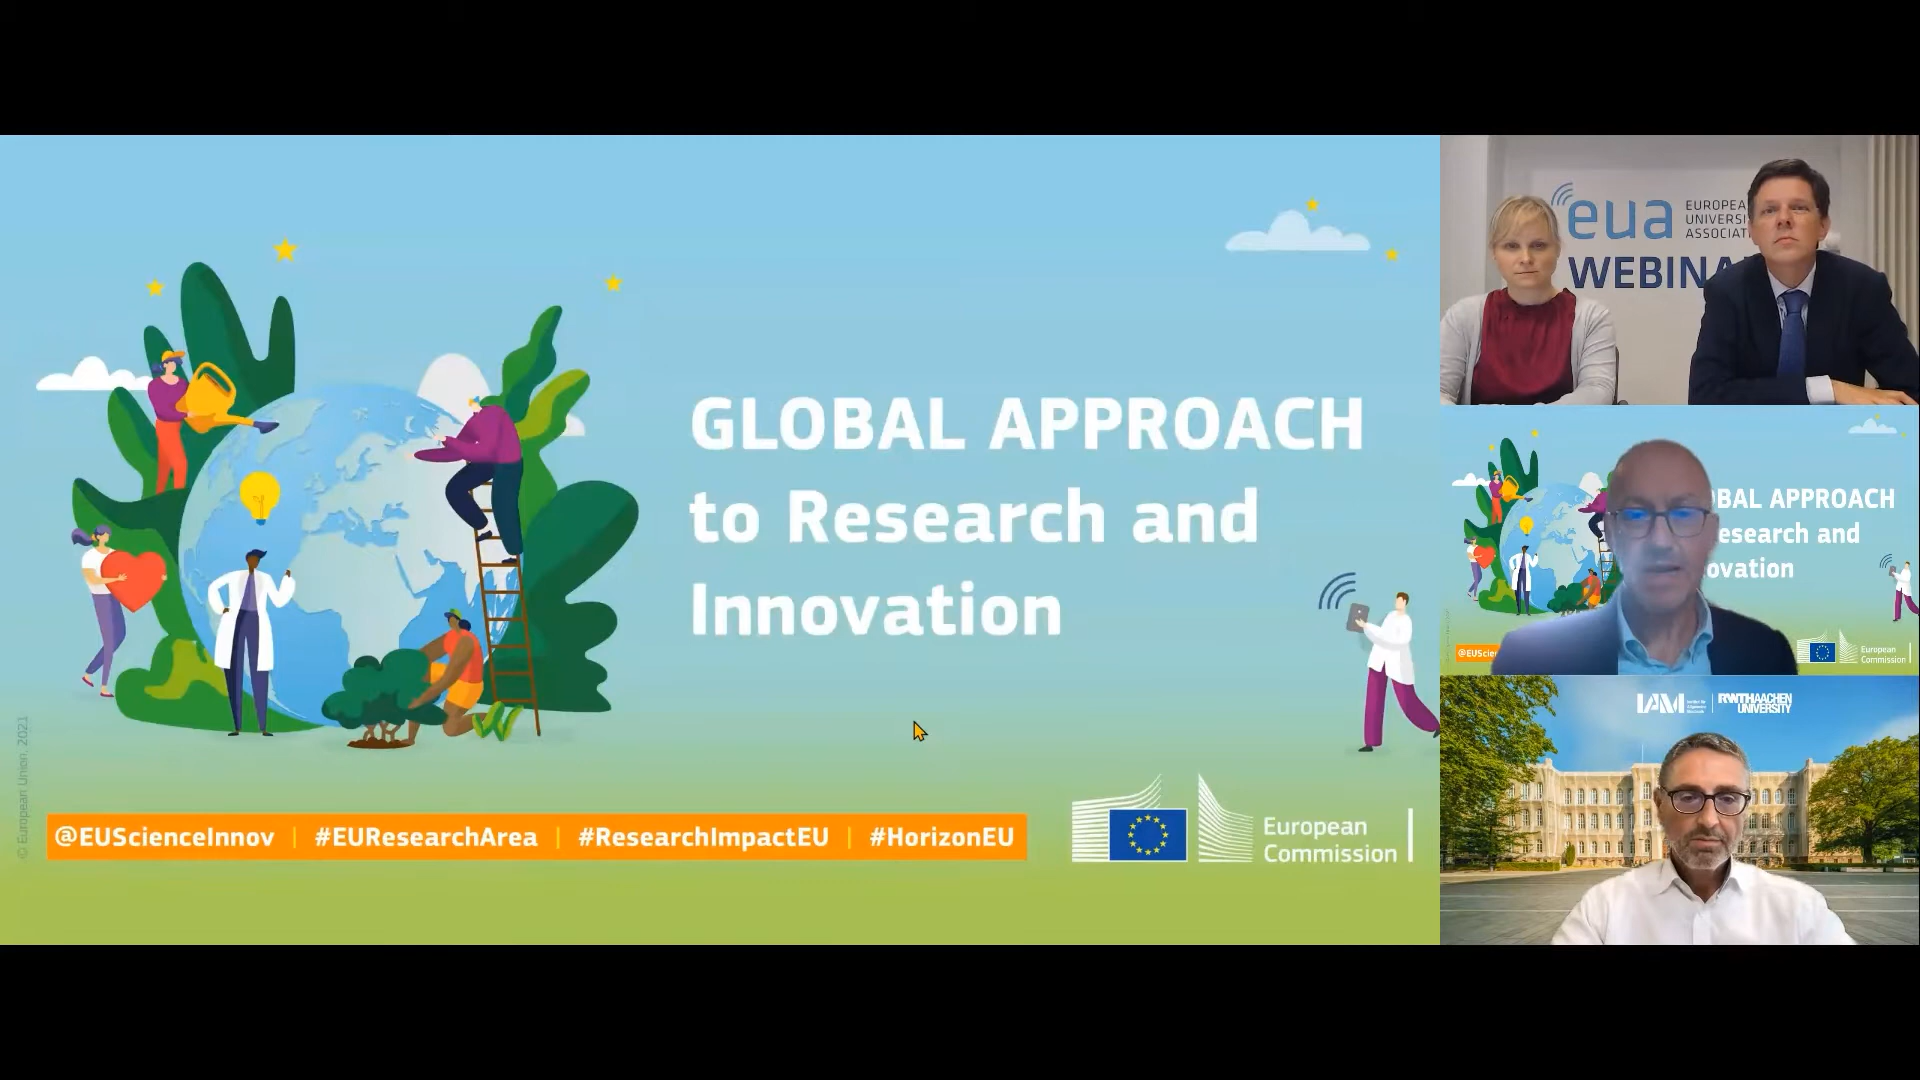 GLOBAL APPROACH
to Research and
Innovation
@EUScienceInnov | #EUResearchArea | #ResearchImpactEU | #HorizonEU
European
Commission
© European Union, 2021
eua
WEBINA
BAL APPROACH
esearch and
ovation
@EUScien
European
Commission
IAM
RWTHAACHEN
UNIVERSITY